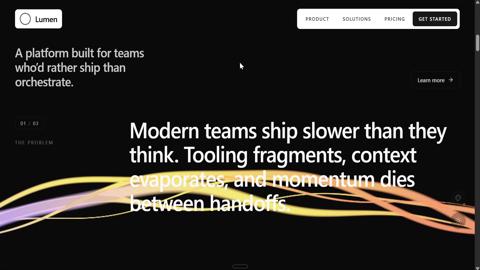 Lumen
PRODUCT
SOLUTIONS
PRICING
GET STARTED
A platform built for teams
who'd rather ship than
orchestrate.
Learn more →
01 / 03
THE PROBLEM
Modern teams ship slower than they
think. Tooling fragments, context
evaporates, and momentum dies
between handoffs.